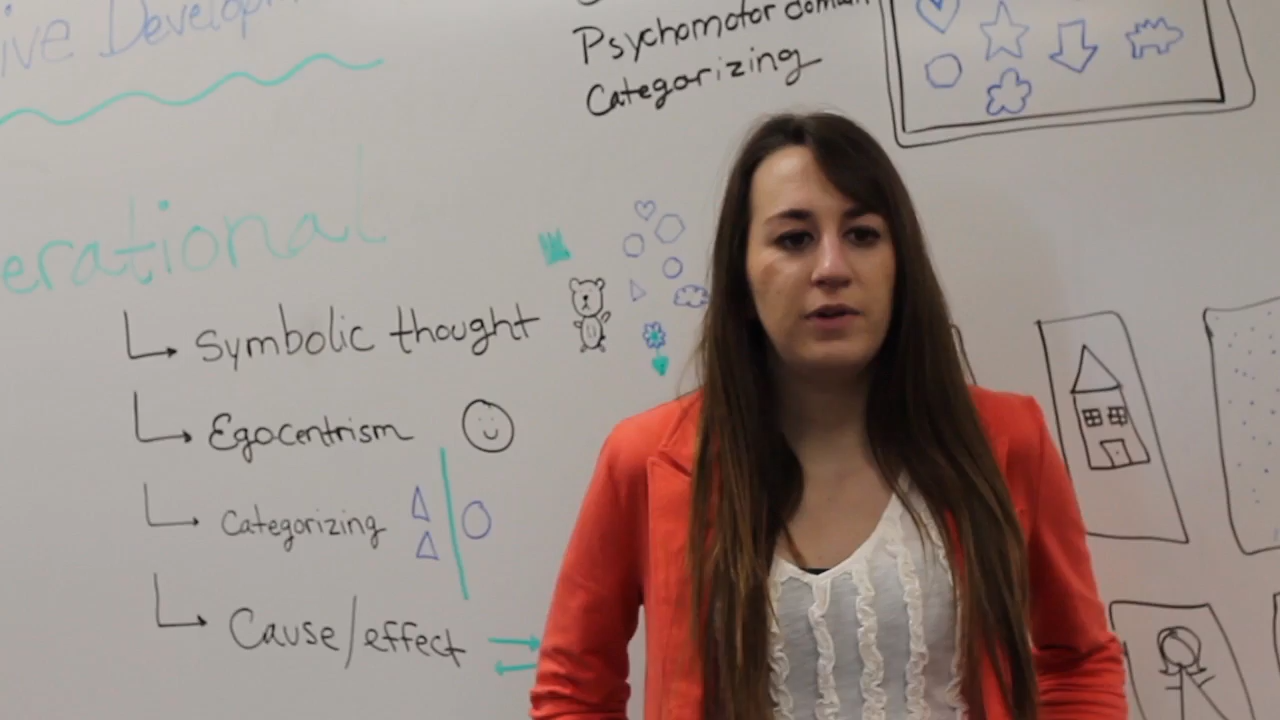 ive Developm
Psychomotor domain
Categorizing
erational
Symbolic thought
Egocentrism
Categorizing
Cause/effect